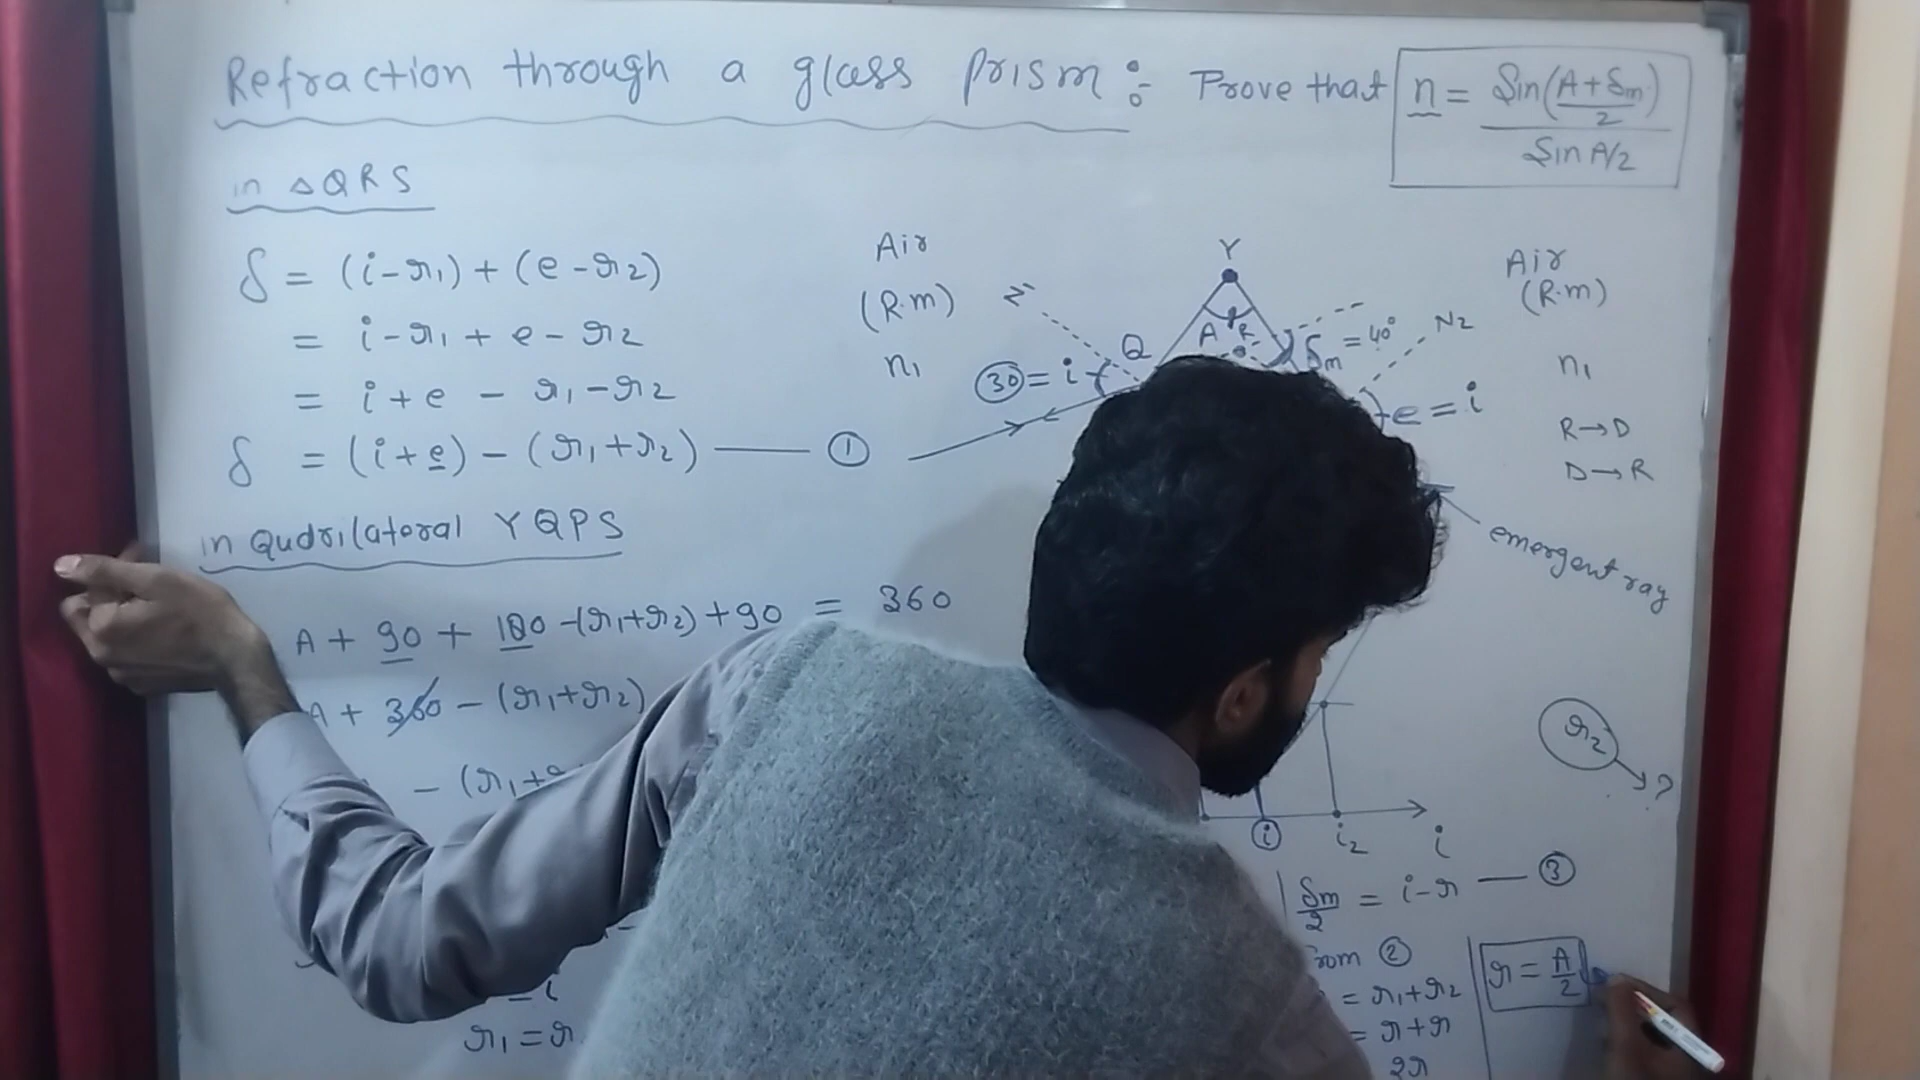 Refraction through a glass prism :- Prove that n = Sin(A+δm/2) / Sin A/2
in △QRS
δ = (i-r1) + (e-r2)
= i-r1 + e-r2
= i+e - r1-r2
δ = (i+e) - (r1+r2) —— ①
in Qudrilatoral YQPS
A + 90 + 180 -(r1+r2) + 90 = 360
A + 360 - (r1+r2)
- (r1+
= i
r1 = r
Air
(R.m)
n1
Y
A
R
Q
30 = i
δm = 40°
N2
e = i
Air
(R.m)
n1
R→D
D→R
emergent ray
r2 → ?
i
i2
i
δm/2 = i-r —— ③
from ②
= r1+r2
= r+r
2r
r = A/2